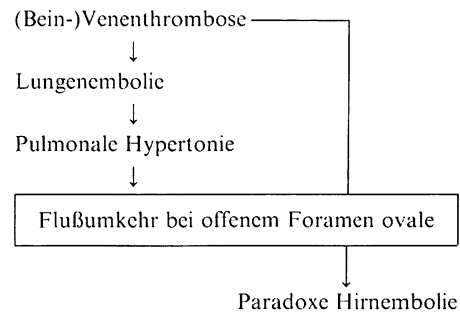 (Bein-)Venenthrombose
Lungenembolie
Pulmonale Hypertonie
Flußumkehr bei offenem Foramen ovale
Paradoxe Hirnembolie